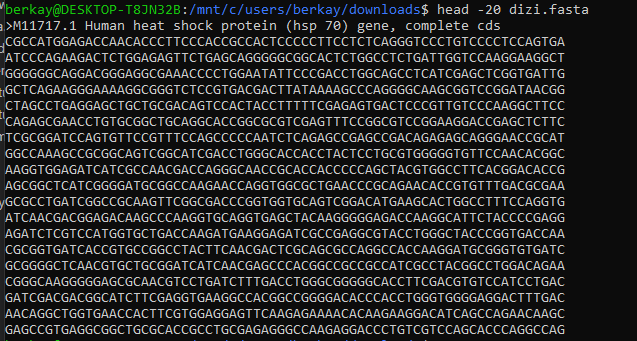 berkay@DESKTOP-T8JN32B:/mnt/c/users/berkay/downloads$ head -20 dizi.fasta
>M11717.1 Human heat shock protein (hsp 70) gene, complete cds
CGCCATGGAGACCAACACCCTTCCCACCGCCACTCCCCCTTCCTCTCAGGGTCCCTGTCCCCTCCAGTGA
ATCCCAGAAGACTCTGGAGAGTTCTGAGCAGGGGGCGGCACTCTGGCCTCTGATTGGTCCAAGGAAGGCT
GGGGGGCAGGACGGGAGGCGAAACCCCTGGAATATTCCCGACCTGGCAGCCTCATCGAGCTCGGTGATTG
GCTCAGAAGGGAAAAGGCGGGTCTCCGTGACGACTTATAAAAGCCCAGGGGCAAGCGGTCCGGATAACGG
CTAGCCTGAGGAGCTGCTGCGACAGTCCACTACCTTTTTCGAGAGTGACTCCCGTTGTCCCAAGGCTTCC
CAGAGCGAACCTGTGCGGCTGCAGGCACCGGCGCGTCGAGTTTCCGGCGTCCGGAAGGACCGAGCTCTTC
TCGCGGATCCAGTGTTCCGTTTCCAGCCCCCAATCTCAGAGCCGAGCCGACAGAGAGCAGGGAACCGCAT
GGCCAAAGCCGCGGCAGTCGGCATCGACCTGGGCACCACCTACTCCTGCGTGGGGGTGTTCCAACACGGC
AAGGTGGAGATCATCGCCAACGACCAGGGCAACCGCACCACCCCCAGCTACGTGGCCTTCACGGACACCG
AGCGGCTCATCGGGGATGCGGCCAAGAACCAGGTGGCGCTGAACCCGCAGAACACCGTGTTTGACGCGAA
GCGCCTGATCGGCCGCAAGTTCGGCGACCCGGTGGTGCAGTCGGACATGAAGCACTGGCCTTTCCAGGTG
ATCAACGACGGAGACAAGCCCAAGGTGCAGGTGAGCTACAAGGGGGAGACCAAGGCATTCTACCCCGAGG
AGATCTCGTCCATGGTGCTGACCAAGATGAAGGAGATCGCCGAGGCGTACCTGGGCTACCCGGTGACCAA
CGCGGTGATCACCGTGCCGGCCTACTTCAACGACTCGCAGCGCCAGGCCACCAAGGATGCGGGTGTGATC
GCGGGGCTCAACGTGCTGCGGATCATCAACGAGCCCACGGCCGCCGCCATCGCCTACGGCCTGGACAGAA
CGGGCAAGGGGGAGCGCAACGTCCTGATCTTTGACCTGGGCGGGGGCACCTTCGACGTGTCCATCCTGAC
GATCGACGACGGCATCTTCGAGGTGAAGGCCACGGCCGGGGACACCCACCTGGGTGGGGAGGACTTTGAC
AACAGGCTGGTGAACCACTTCGTGGAGGAGTTCAAGAGAAAACACAAGAAGGACATCAGCCAGAACAAGC
GAGCCGTGAGGCGGCTGCGCACCGCCTGCGAGAGGGCCAAGAGGACCCTGTCGTCCAGCACCCAGGCCAG